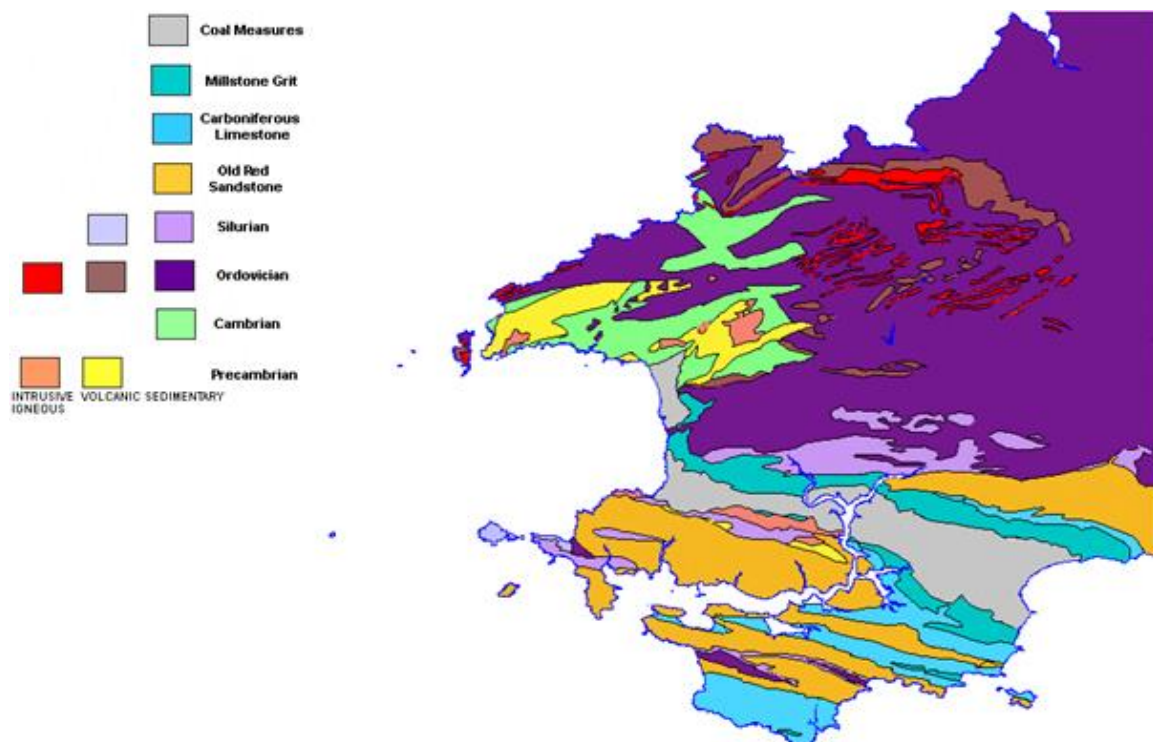 Coal Measures
Millstone Grit
Carboniferous
Limestone
Old Red
Sandstone
Silurian
Ordovician
Cambrian
Precambrian
INTRUSIVE VOLCANIC SEDIMENTARY
IGNEOUS